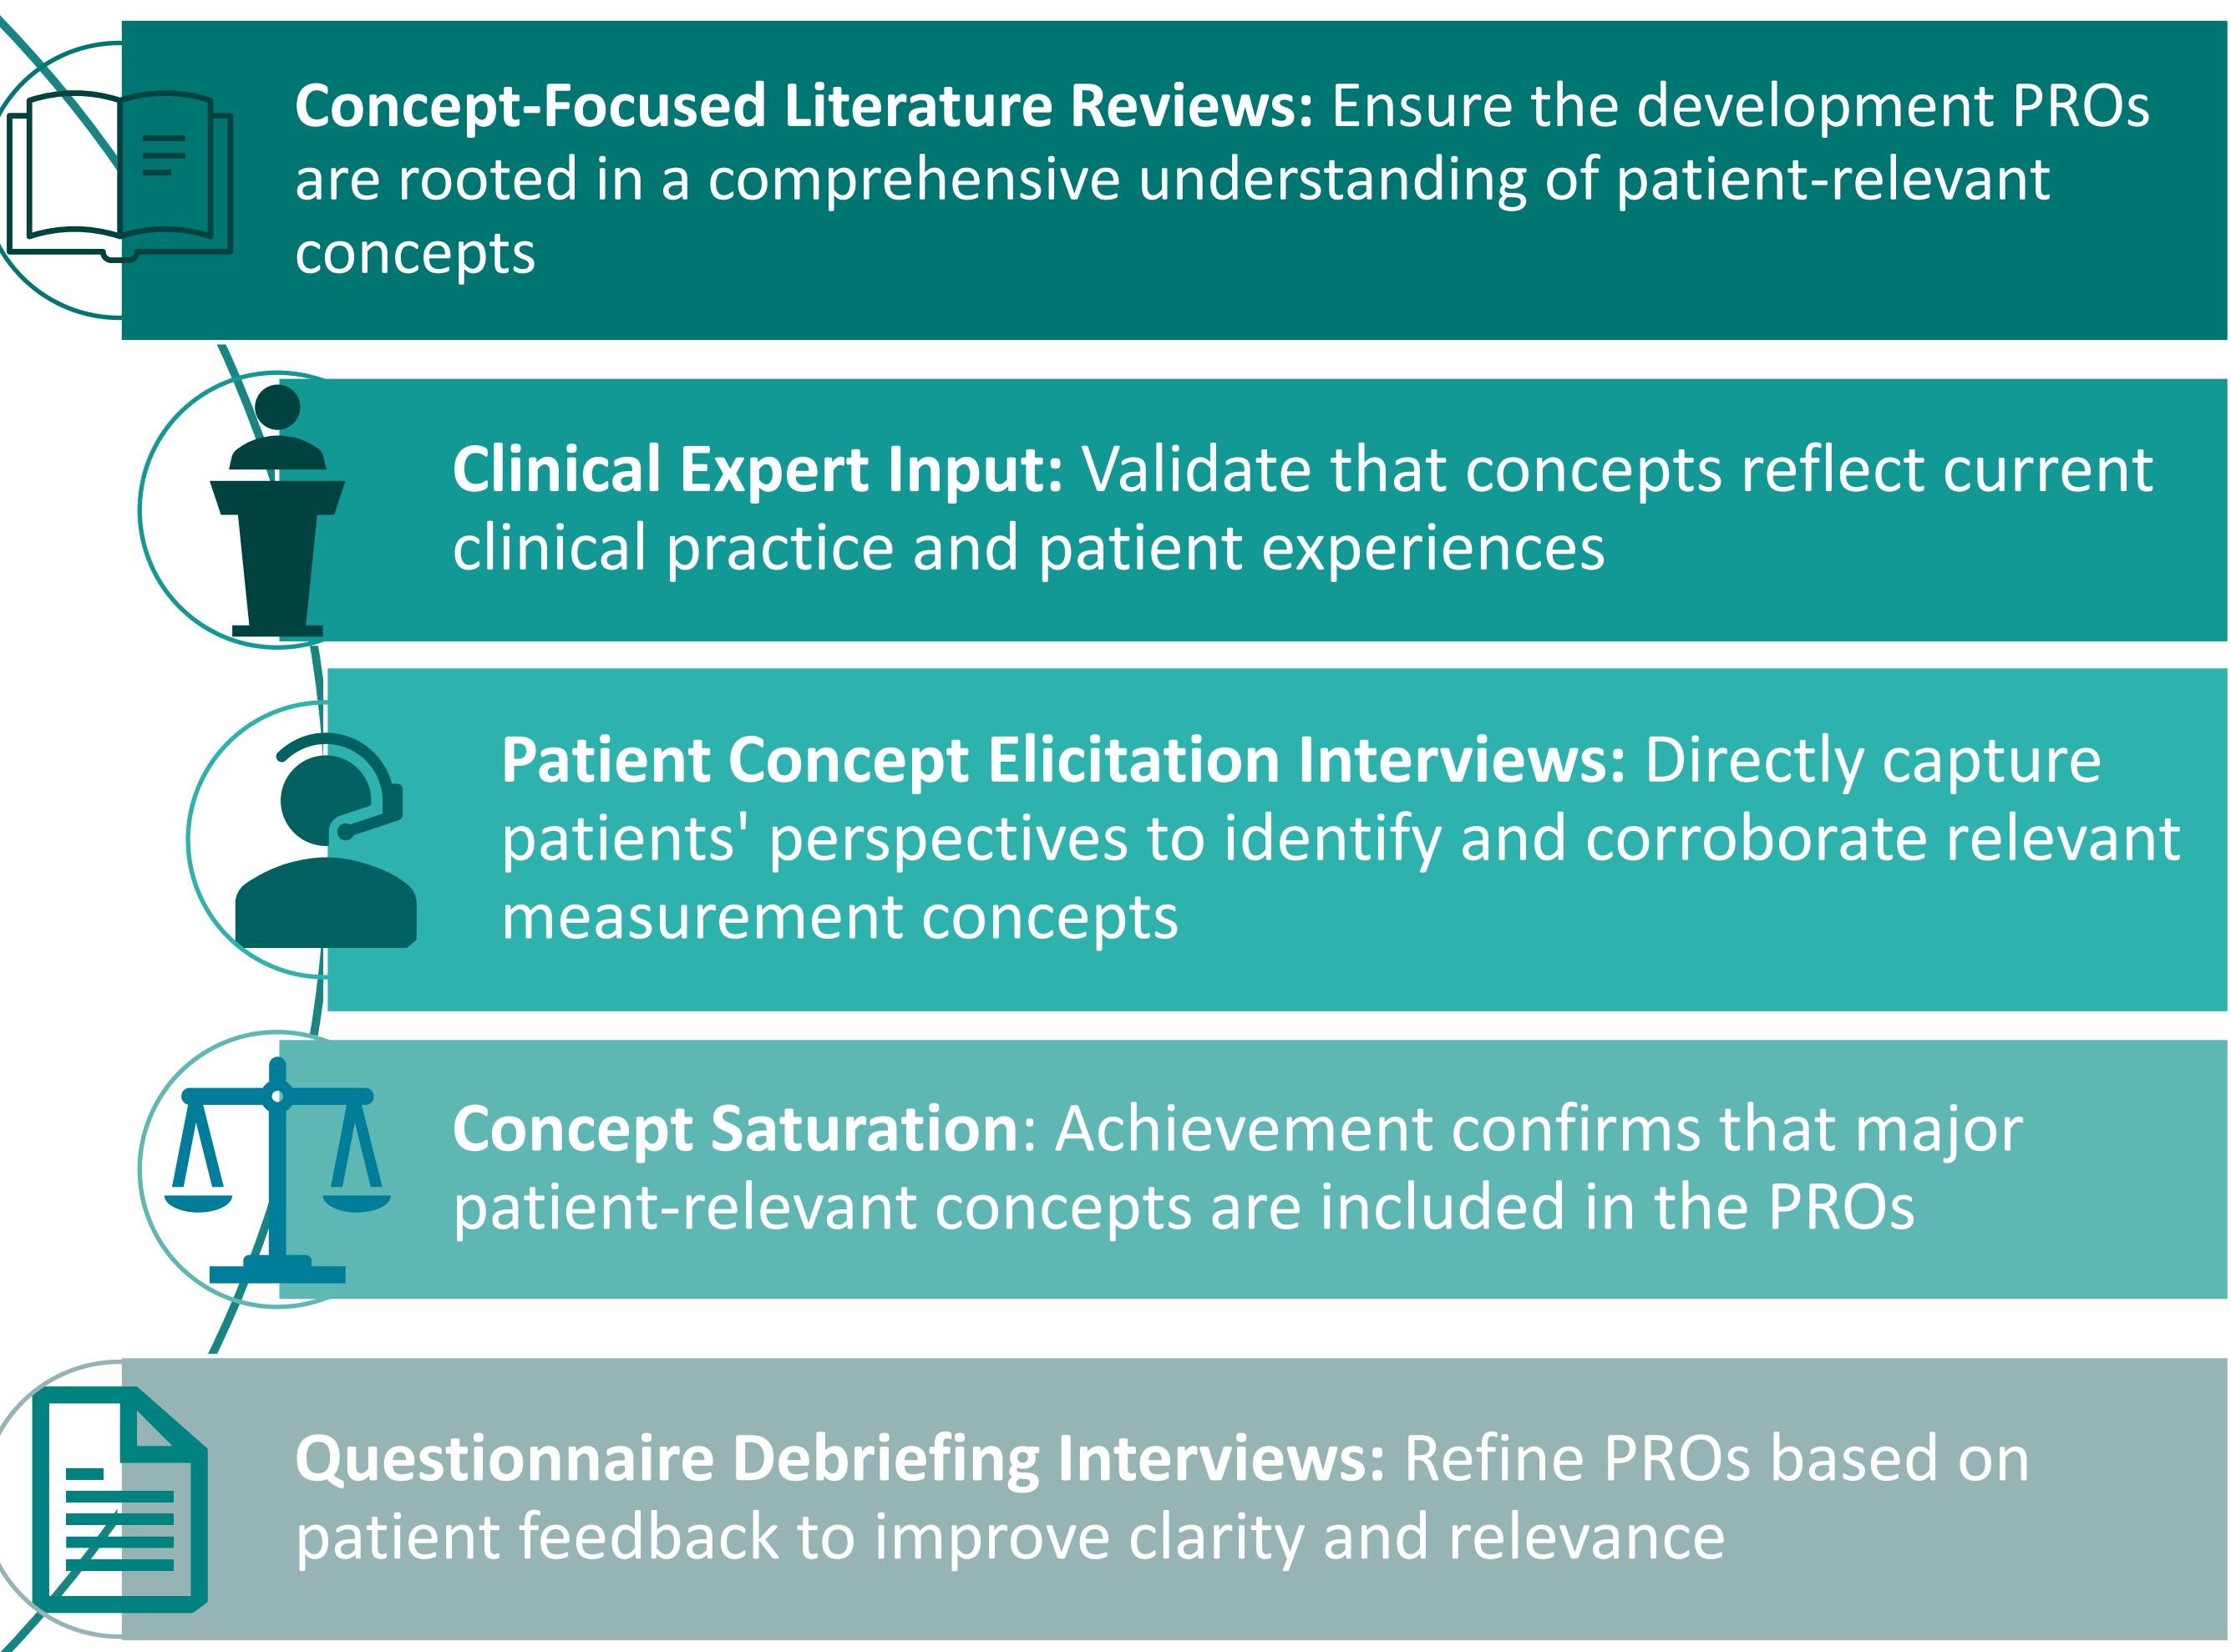 Concept-Focused Literature Reviews: Ensure the development PROs
are rooted in a comprehensive understanding of patient-relevant
concepts
Clinical Expert Input: Validate that concepts reflect current
clinical practice and patient experiences
Patient Concept Elicitation Interviews: Directly capture
patients' perspectives to identify and corroborate relevant
measurement concepts
Concept Saturation: Achievement confirms that major
patient-relevant concepts are included in the PROs
Questionnaire Debriefing Interviews: Refine PROs based on
patient feedback to improve clarity and relevance